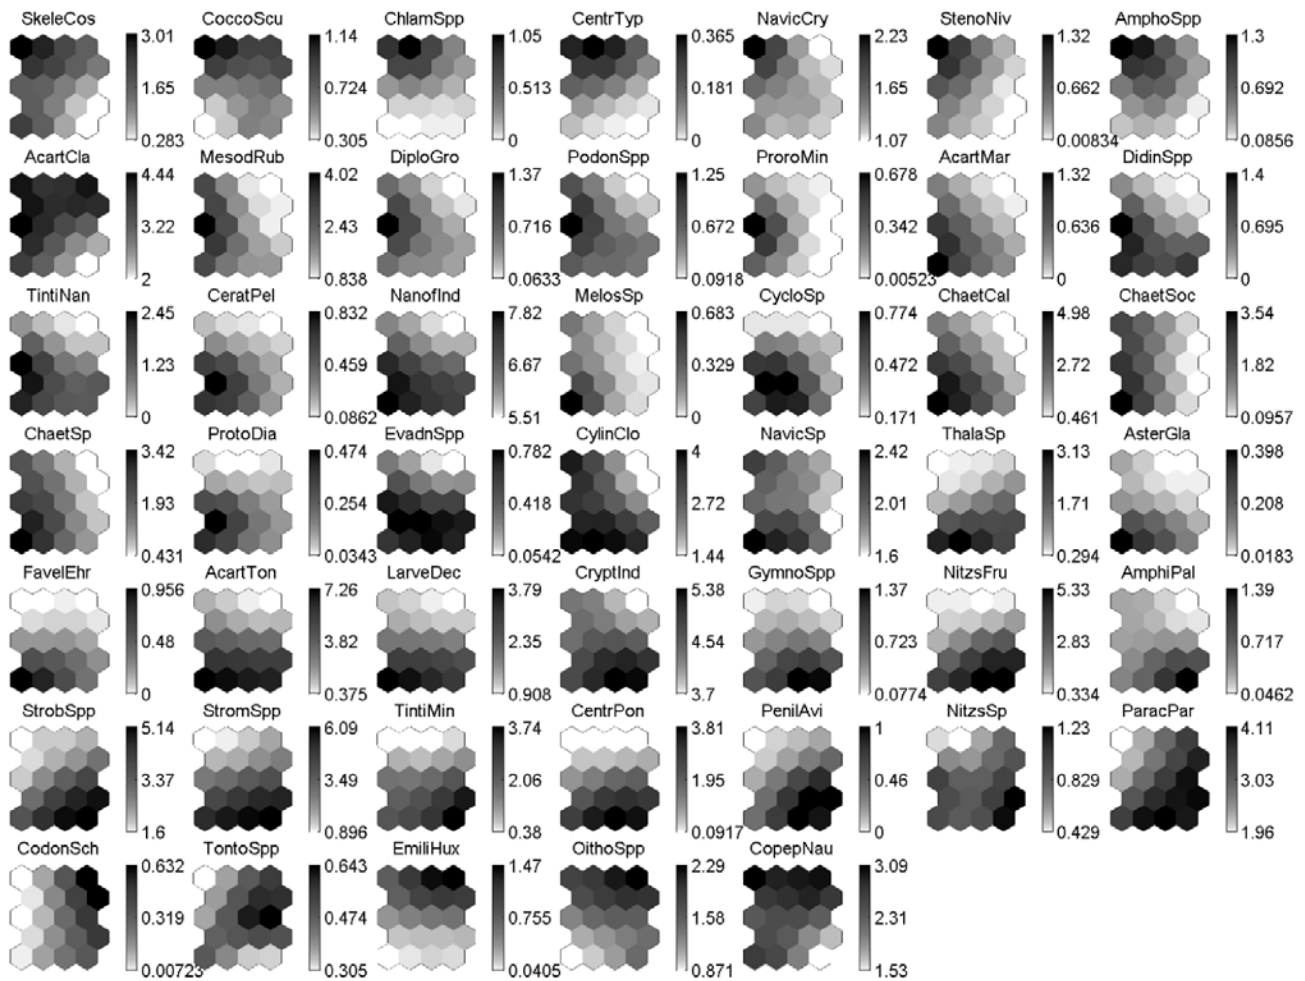 SkeleCos CoccoScu ChlamSpp CentrTyp NavicCry StenoNiv AmphoSpp
3.01 1.14 1.05 0.365 2.23 1.32 1.3
1.65 0.724 0.513 0.181 1.65 0.662 0.692
0.283 0.305 0 0 1.07 0.00834 0.0856
AcartCla MesodRub DiploGro PodonSpp ProroMin AcartMar DidinSpp
4.44 4.02 1.37 1.25 0.678 1.32 1.4
3.22 2.43 0.716 0.672 0.342 0.636 0.695
2 0.838 0.0633 0.0918 0.00523 0 0
TintiNan CeratPel NanofInd MelosSp CycloSp ChaetCal ChaetSoc
2.45 0.832 7.82 0.683 0.774 4.98 3.54
1.23 0.459 6.67 0.329 0.472 2.72 1.82
0 0.0862 5.51 0 0.171 0.461 0.0957
ChaetSp ProtoDia EvadnSpp CylinClo NavicSp ThalaSp AsterGla
3.42 0.474 0.782 4 2.42 3.13 0.398
1.93 0.254 0.418 2.72 2.01 1.71 0.208
0.431 0.0343 0.0542 1.44 1.6 0.294 0.0183
FavelEhr AcartTon LarveDec CryptInd GymnoSpp NitzsFru AmphiPal
0.956 7.26 3.79 5.38 1.37 5.33 1.39
0.48 3.82 2.35 4.54 0.723 2.83 0.717
0 0.375 0.908 3.7 0.0774 0.334 0.0462
StrobSpp StromSpp TintiMin CentrPon PenilAvi NitzsSp ParacPar
5.14 6.09 3.74 3.81 1 1.23 4.11
3.37 3.49 2.06 1.95 0.46 0.829 3.03
1.6 0.896 0.38 0.0917 0 0.429 1.96
CodonSch TontoSpp EmiliHux OithoSpp CopepNau
0.632 0.643 1.47 2.29 3.09
0.319 0.474 0.755 1.58 2.31
0.00723 0.305 0.0405 0.871 1.53